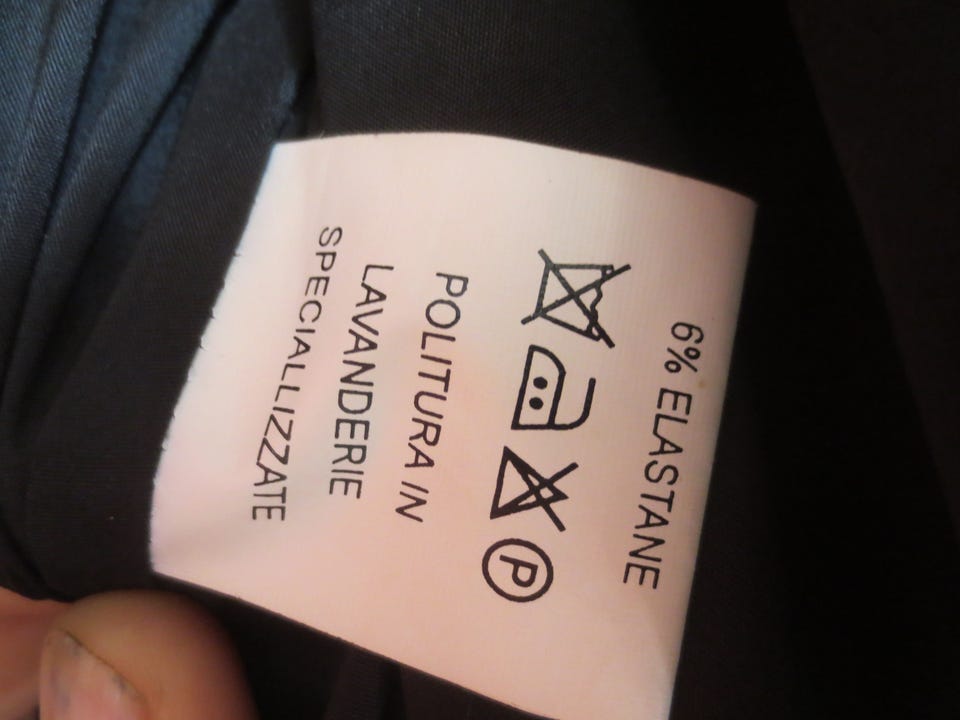 6% ELASTANE
P
POLITURA IN
LAVANDERIE
SPECIALLIZZATE